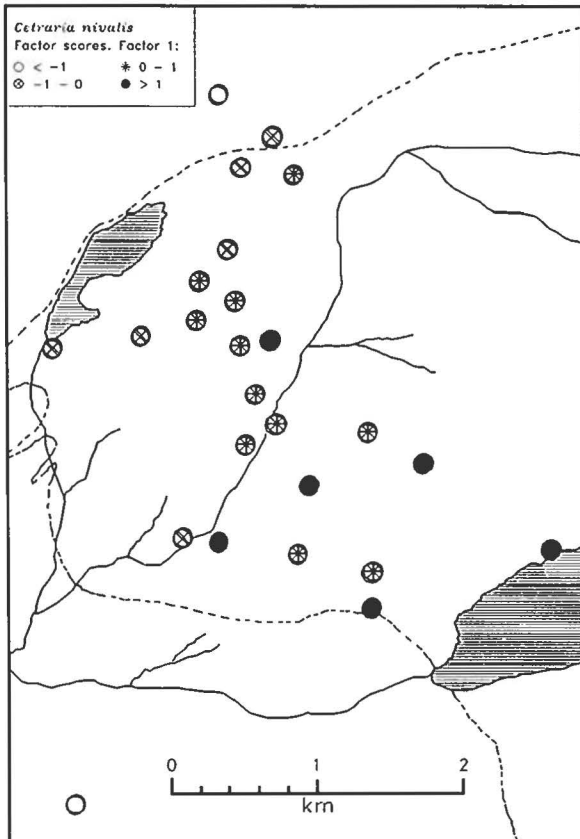 Cetraria nivalis
Factor scores. Factor 1:
< -1 0 - 1
-1 - 0 > 1
0 1 2
km